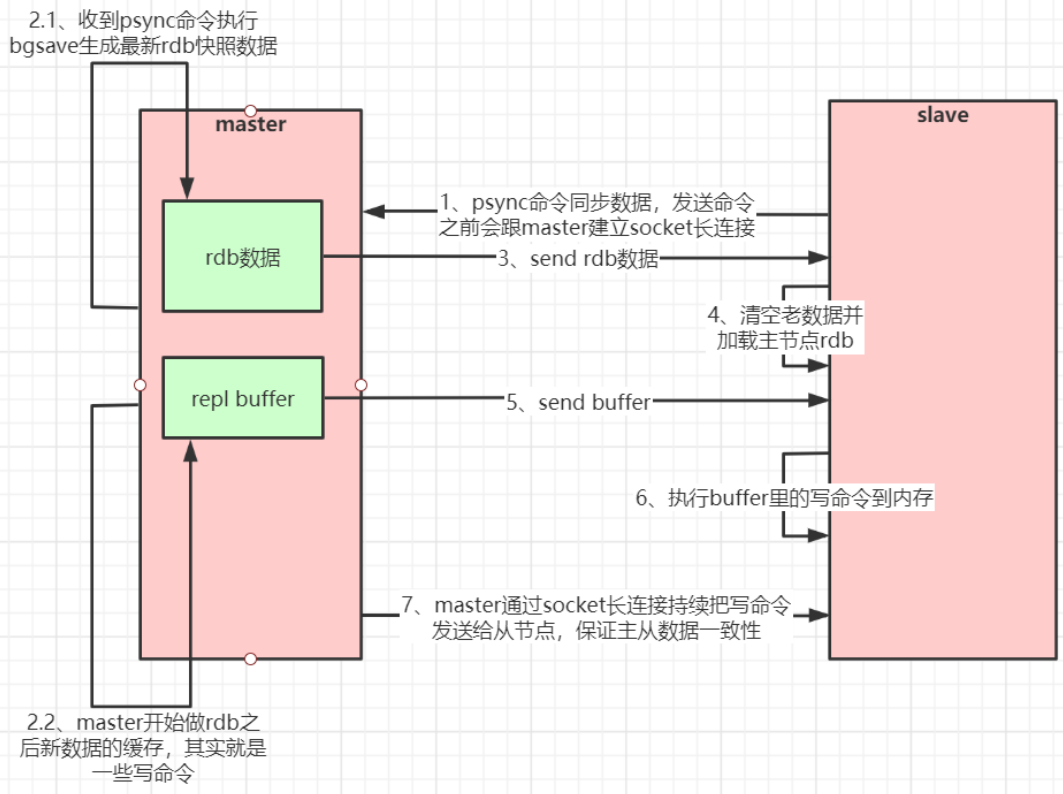 2.1、收到psync命令执行
bgsave生成最新rdb快照数据
master
slave
1、psync命令同步数据，发送命令
之前会跟master建立socket长连接
rdb数据
3、send rdb数据
4、清空老数据并
加载主节点rdb
repl buffer
5、send buffer
6、执行buffer里的写命令到内存
7、master通过socket长连接持续把写命令
发送给从节点，保证主从数据一致性
2.2、master开始做rdb之
后新数据的缓存，其实就是
一些写命令